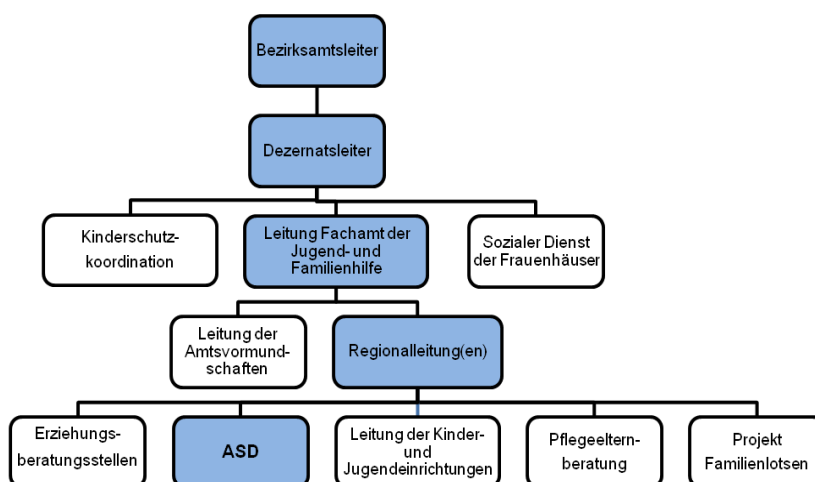 Bezirksamtsleiter
Dezernatsleiter
Kinderschutz-
koordination
Leitung Fachamt der
Jugend- und
Familienhilfe
Sozialer Dienst
der Frauenhäuser
Leitung der
Amtsvormund-
schaften
Regionalleitung(en)
Erziehungs-
beratungsstellen
ASD
Leitung der Kinder-
und
Jugendeinrichtungen
Pflegeeltern-
beratung
Projekt
Familienlotsen